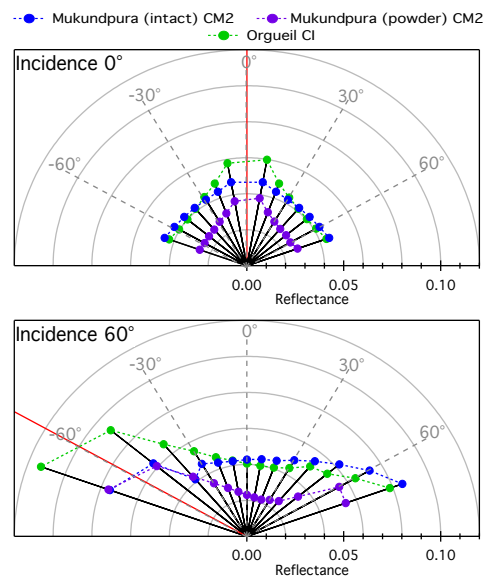 Mukundpura (intact) CM2 Mukundpura (powder) CM2
Orgueil CI
Incidence 0°
0°
-30° 30°
-60° 60°
0.00 0.05 0.10
Reflectance
Incidence 60°
0°
-30° 30°
-60° 60°
0.00 0.05 0.10
Reflectance